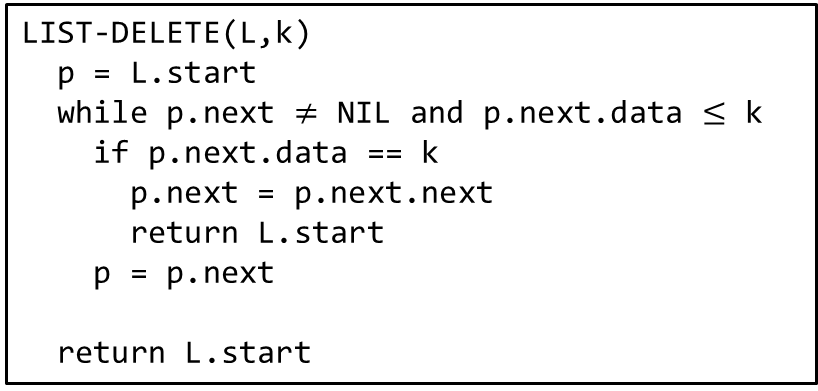 LIST-DELETE(L,k)
  p = L.start
  while p.next ≠ NIL and p.next.data ≤ k
    if p.next.data == k
      p.next = p.next.next
      return L.start
    p = p.next
  return L.start